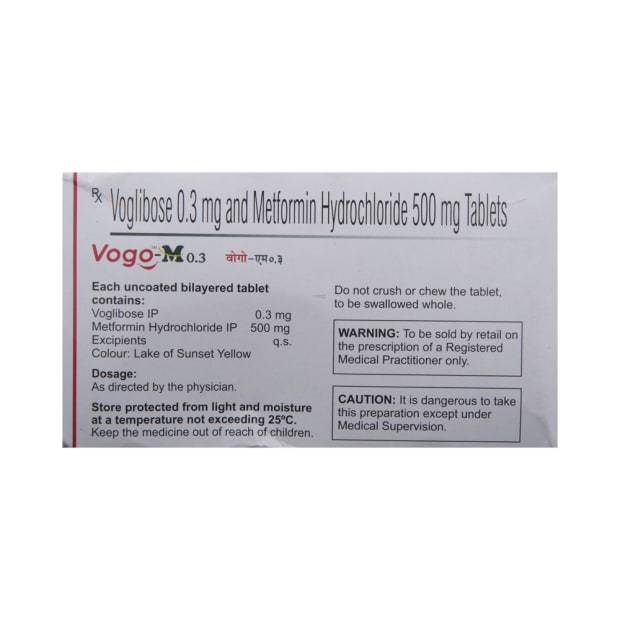 Rx Voglibose 0.3 mg and Metformin Hydrochloride 500 mg Tablets
Vogo-M 0.3 वोगो-एम०.३
Each uncoated bilayered tablet
contains:
Voglibose IP 0.3 mg
Metformin Hydrochloride IP 500 mg
Excipients q.s.
Colour: Lake of Sunset Yellow
Dosage:
As directed by the physician.
Store protected from light and moisture
at a temperature not exceeding 25ºC.
Keep the medicine out of reach of children.
Do not crush or chew the tablet,
to be swallowed whole.
WARNING: To be sold by retail on
the prescription of a Registered
Medical Practitioner only.
CAUTION: It is dangerous to take
this preparation except under
Medical Supervision.